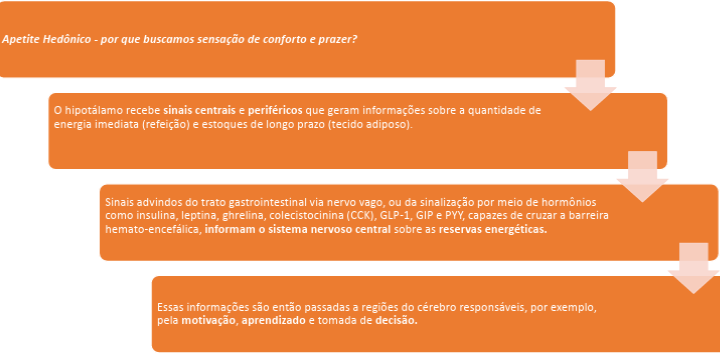 Apetite Hedônico - por que buscamos sensação de conforto e prazer?
O hipotálamo recebe sinais centrais e periféricos que geram informações sobre a quantidade de
energia imediata (refeição) e estoques de longo prazo (tecido adiposo).
Sinais advindos do trato gastrointestinal via nervo vago, ou da sinalização por meio de hormônios
como insulina, leptina, ghrelina, colecistocinina (CCK), GLP-1, GIP e PYY, capazes de cruzar a barreira
hemato-encefálica, informam o sistema nervoso central sobre as reservas energéticas.
Essas informações são então passadas a regiões do cérebro responsáveis, por exemplo,
pela motivação, aprendizado e tomada de decisão.